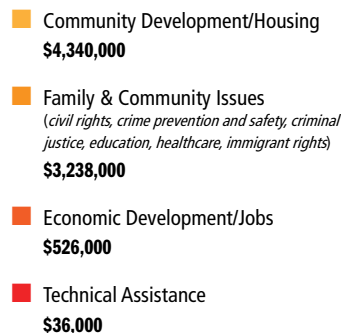 Community Development/Housing
$4,340,000
Family & Community Issues
(civil rights, crime prevention and safety, criminal
justice, education, healthcare, immigrant rights)
$3,238,000
Economic Development/Jobs
$526,000
Technical Assistance
$36,000